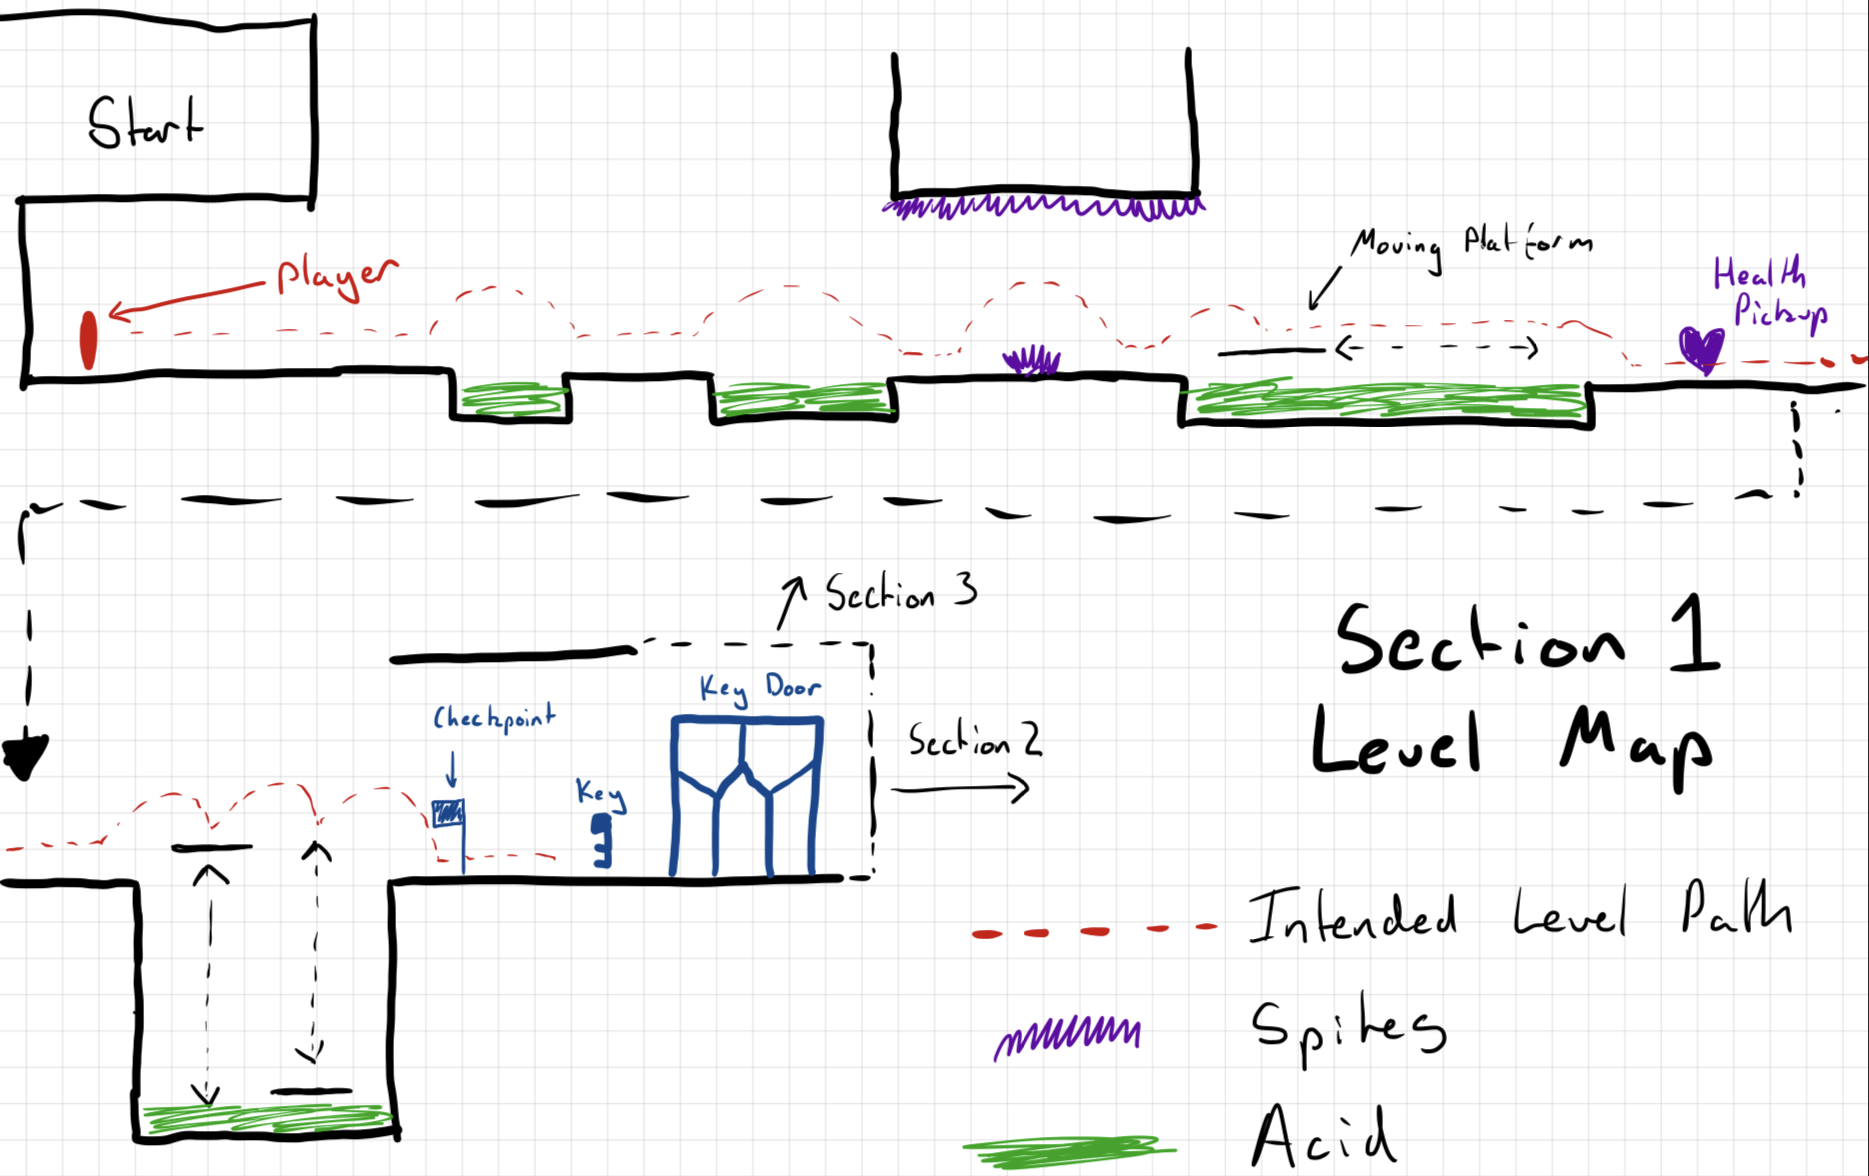 Start
Player
Moving Platform
Health
Pickup
Section 3
Key Door
Checkpoint
Section 2
Key
Section 1
Level Map
Intended Level Path
Spikes
Acid